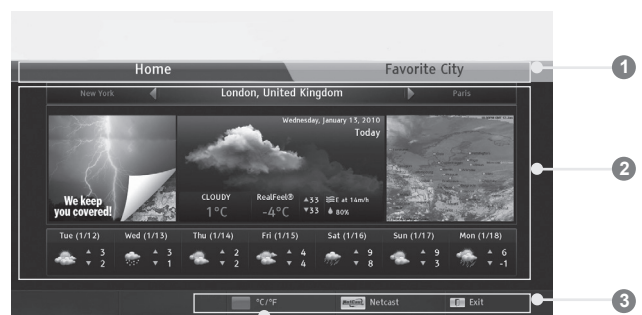 Home Favorite City 1
New York London, United Kingdom Paris
Wednesday, January 13, 2010
Today
We keep
you covered!
CLOUDY RealFeel® ▲33 E at 14m/h
1°C -4°C ▼33 80%
2
Tue (1/12) Wed (1/13) Thu (1/14) Fri (1/15) Sat (1/16) Sun (1/17) Mon (1/18)
▲ 3 ▲ 3 ▲ 2 ▲ 4 ▲ 9 ▲ 9 ▲ 6
▼ 2 ▼ 1 ▼ 2 ▼ 4 ▼ 8 ▼ 3 ▼ -1
°C/°F NetCast Netcast Exit 3